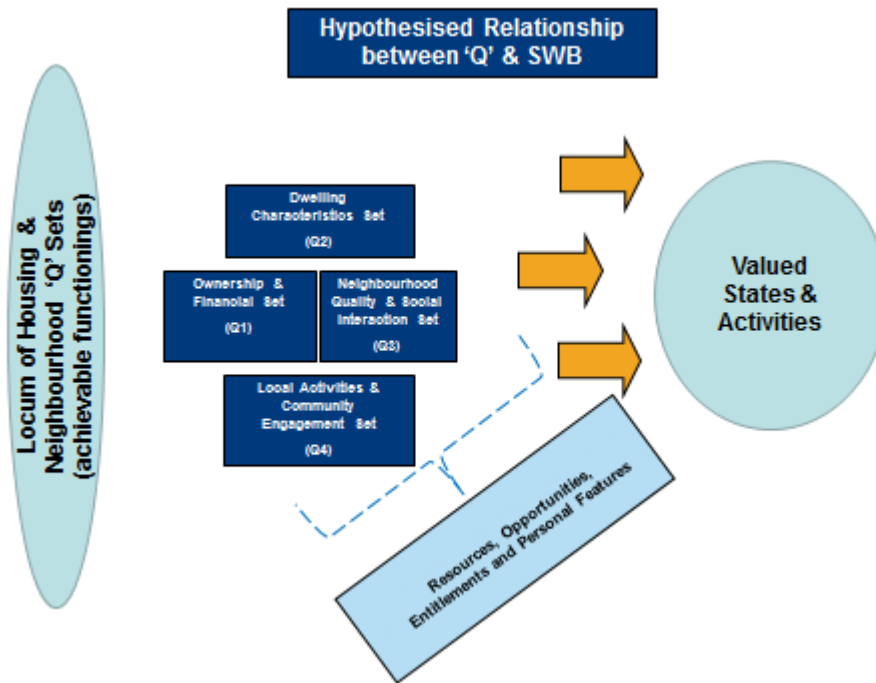 Hypothesised Relationship
between ‘Q’ & SWB
Locum of Housing &
Neighbourhood ‘Q’ Sets
(achievable functionings)
Dwelling
Characteristics Set
(Q2)
Ownership &
Financial Set
(Q1)
Neighbourhood
Quality & Social
Interaction Set
(Q3)
Local Activities &
Community
Engagement Set
(Q4)
Valued
States &
Activities
Resources, Opportunities,
Entitlements and Personal Features